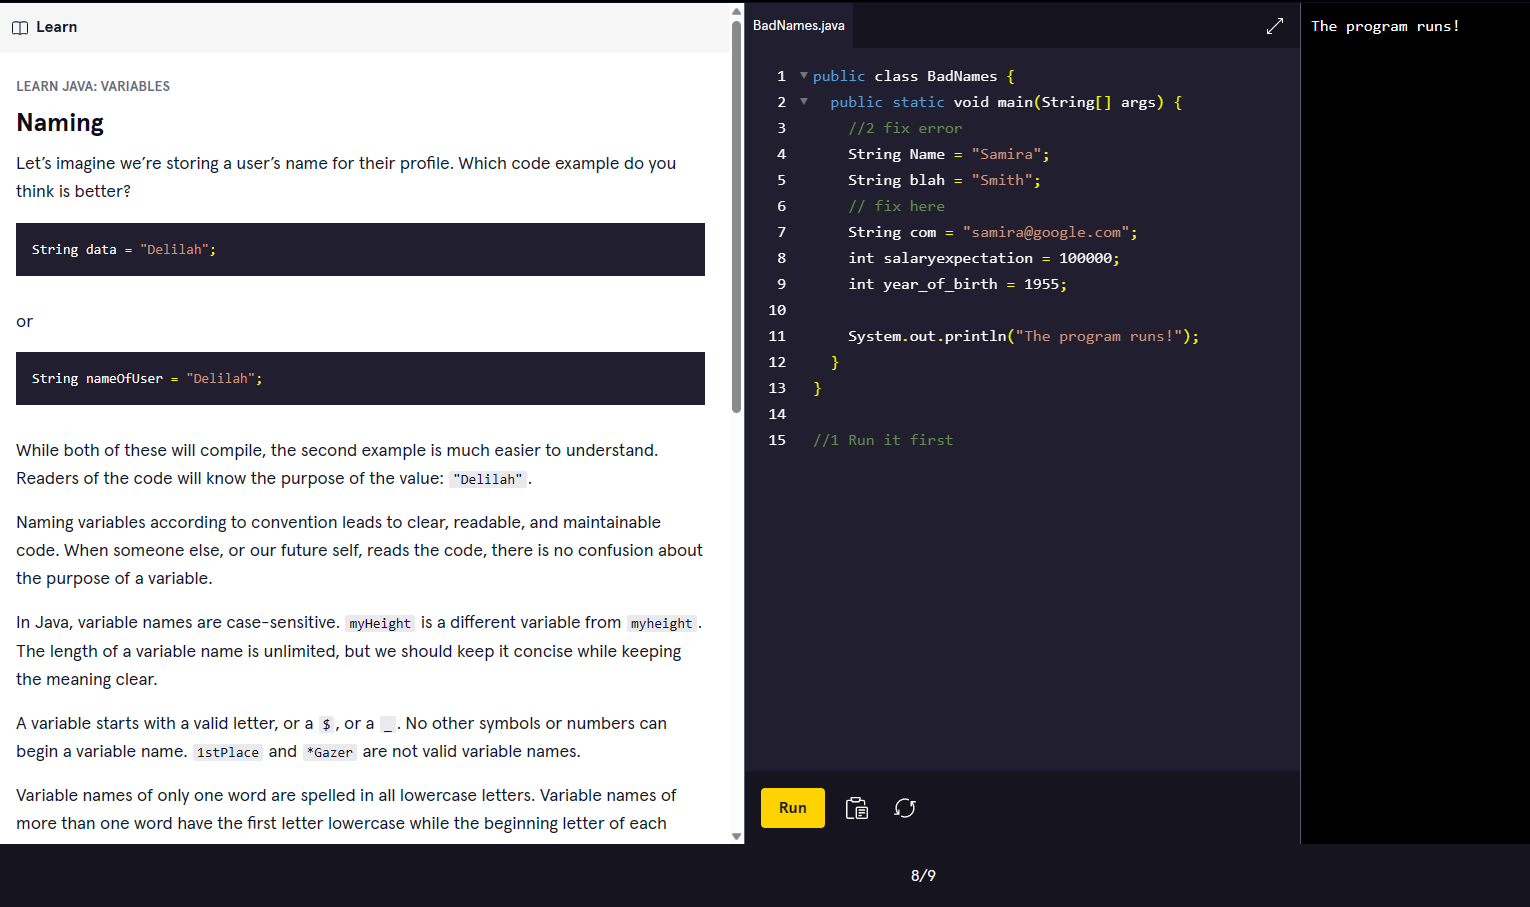 Learn
LEARN JAVA: VARIABLES
Naming
Let’s imagine we’re storing a user’s name for their profile. Which code example do you
think is better?
String data = "Delilah";
or
String nameOfUser = "Delilah";
While both of these will compile, the second example is much easier to understand.
Readers of the code will know the purpose of the value: "Delilah".
Naming variables according to convention leads to clear, readable, and maintainable
code. When someone else, or our future self, reads the code, there is no confusion about
the purpose of a variable.
In Java, variable names are case-sensitive. myHeight is a different variable from myheight.
The length of a variable name is unlimited, but we should keep it concise while keeping
the meaning clear.
A variable starts with a valid letter, or a $, or a _. No other symbols or numbers can
begin a variable name. 1stPlace and *Gazer are not valid variable names.
Variable names of only one word are spelled in all lowercase letters. Variable names of
more than one word have the first letter lowercase while the beginning letter of each
BadNames.java
1 public class BadNames {
2 public static void main(String[] args) {
3 //2 fix error
4 String Name = "Samira";
5 String blah = "Smith";
6 // fix here
7 String com = "samira@google.com";
8 int salaryexpectation = 100000;
9 int year_of_birth = 1955;
10
11 System.out.println("The program runs!");
12 }
13 }
14
15 //1 Run it first
Run
The program runs!
8/9